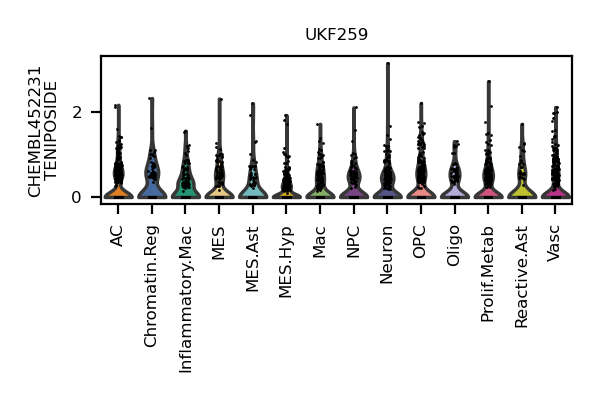 UKF259
CHEMBL452231
TENIPOSIDE
2
0
AC
Chromatin.Reg
Inflammatory.Mac
MES
MES.Ast
MES.Hyp
Mac
NPC
Neuron
OPC
Oligo
Prolif.Metab
Reactive.Ast
Vasc